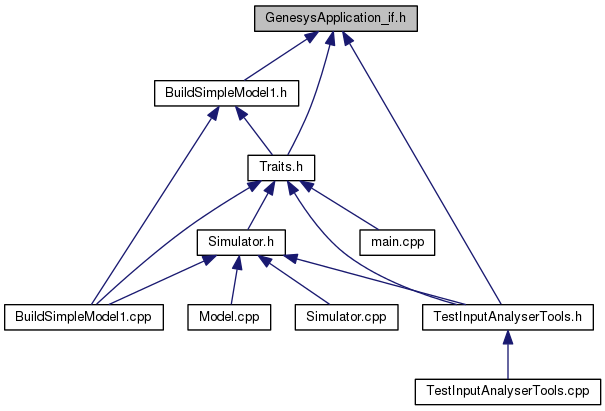 GenesysApplication_if.h
BuildSimpleModel1.h
Traits.h
Simulator.h
main.cpp
BuildSimpleModel1.cpp
Model.cpp
Simulator.cpp
TestInputAnalyserTools.h
TestInputAnalyserTools.cpp